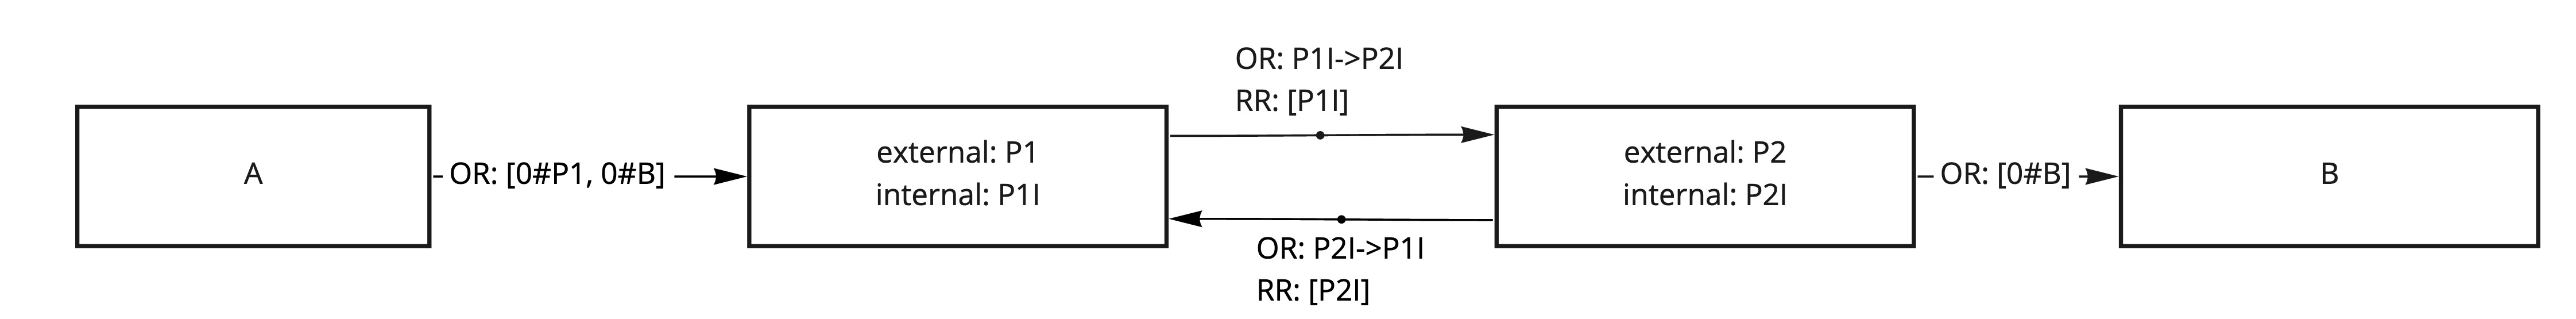 OR: P1I->P2I
RR: [P1I]
A
OR: [0#P1, 0#B]
external: P1
internal: P1I
external: P2
internal: P2I
OR: [0#B]
B
OR: P2I->P1I
RR: [P2I]